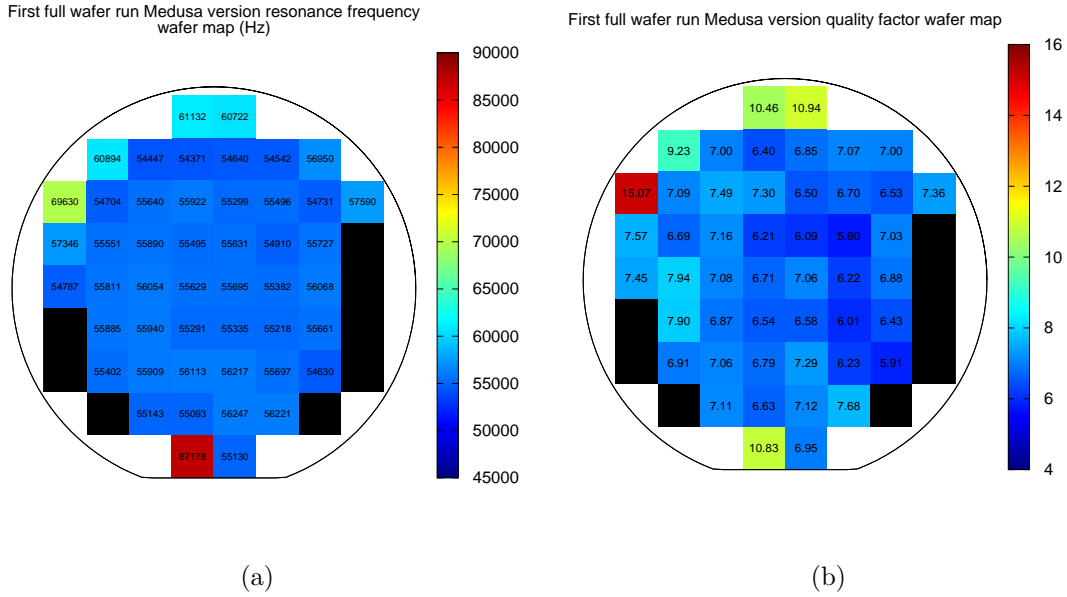 First full wafer run Medusa version resonance frequency
wafer map (Hz)
61132 60722
60894 54447 54371 54640 54542 56950
69630 54704 55640 55922 55299 55496 54731 57590
57346 55551 55890 55495 55631 54910 55727
54787 55811 56054 55629 55695 55382 56068
55885 55940 55291 55335 55218 55661
55402 55909 56113 56217 55697 54630
55143 55093 56247 56221
87178 55130
90000
85000
80000
75000
70000
65000
60000
55000
50000
45000
(a)
First full wafer run Medusa version quality factor wafer map
10.46 10.94
9.23 7.00 6.40 6.85 7.07 7.00
15.07 7.09 7.49 7.30 6.50 6.70 6.53 7.36
7.57 6.69 7.16 6.21 6.09 5.80 7.03
7.45 7.94 7.08 6.71 7.06 6.22 6.88
7.90 6.87 6.54 6.58 6.01 6.43
6.91 7.06 6.79 7.29 6.23 5.91
7.11 6.63 7.12 7.68
10.83 6.95
16
14
12
10
8
6
4
(b)